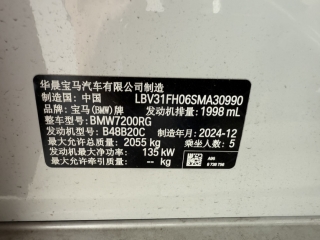 华晨宝马汽车有限公司制造
制造国：中国 LBV31FH06SMA30990
品牌：宝马(BMW)牌 发动机排量：1998 mL
整车型号：BMW7200RG
发动机型号：B48B20C 制造年月：2024-12
最大允许总质量：2055 kg 乘坐人数：5
发动机最大净功率：135 kW
最大允许牵引质量：-- kg